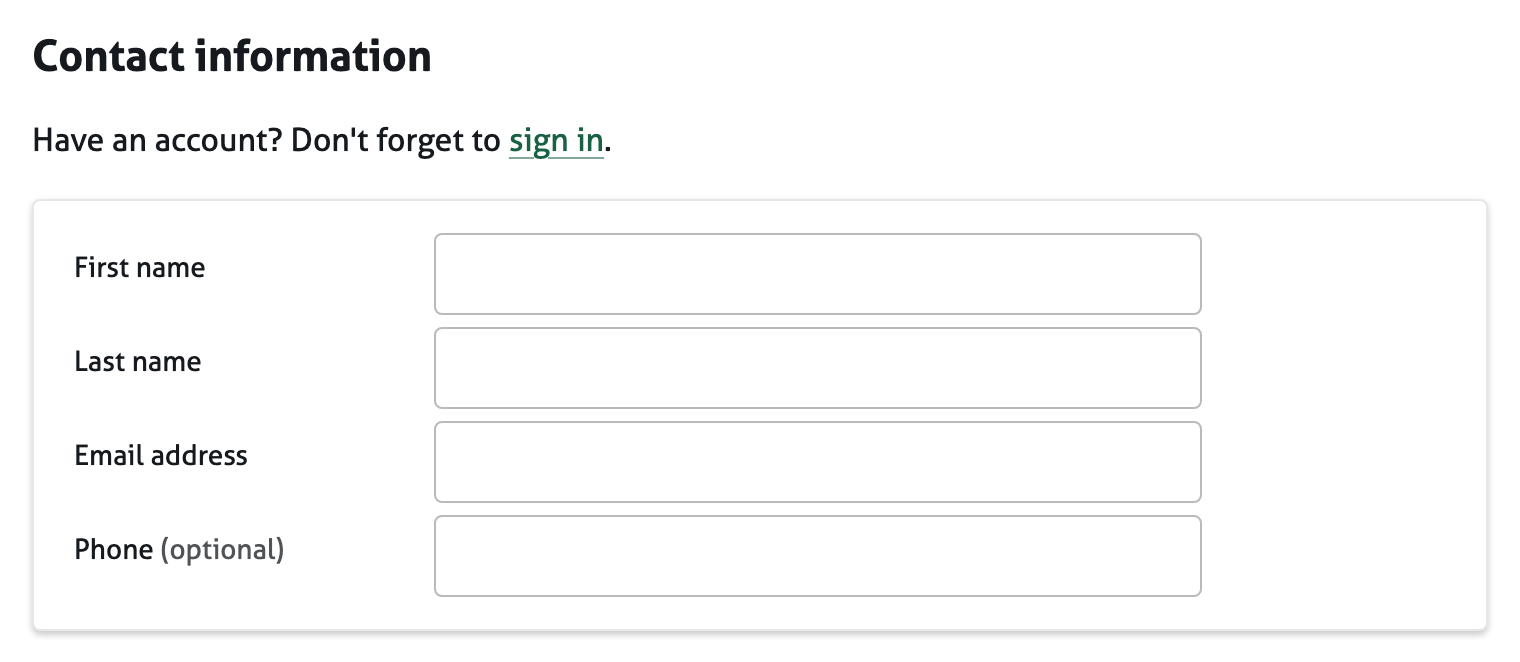 Contact information
Have an account? Don't forget to sign in.
First name
Last name
Email address
Phone (optional)